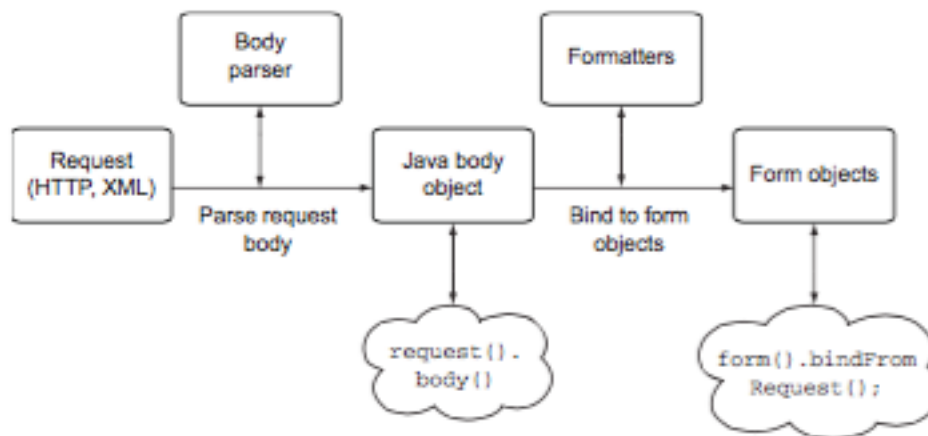 Body
parser
Formatters
Request
(HTTP, XML)
Java body
object
Form objects
Parse request
body
Bind to form
objects
request().
body()
form().bindFrom
Request();